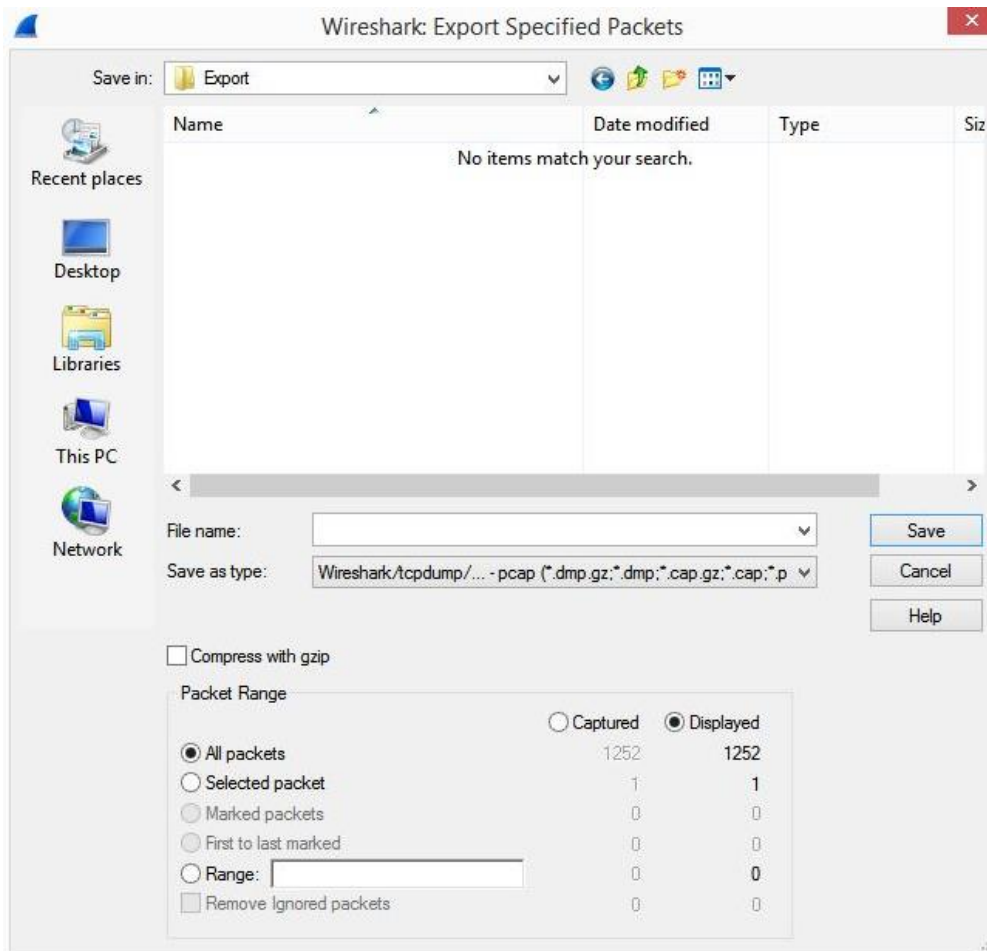 Wireshark: Export Specified Packets
Save in: Export
Name Date modified Type Siz
No items match your search.
Recent places
Desktop
Libraries
This PC
Network
File name: Save
Save as type: Wireshark/tcpdump/... - pcap (*.dmp.gz;*.dmp;*.cap.gz;*.cap;*.p Cancel
Help
Compress with gzip
Packet Range
Captured Displayed
All packets 1252 1252
Selected packet 1 1
Marked packets 0 0
First to last marked 0 0
Range: 0 0
Remove Ignored packets 0 0